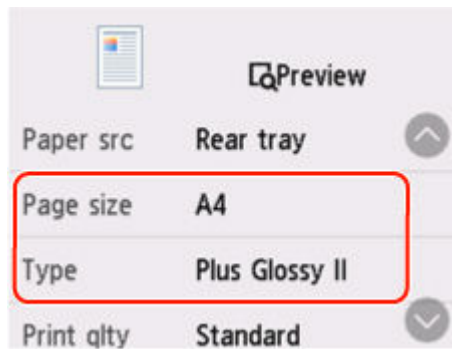 Preview
Paper src Rear tray
Page size A4
Type Plus Glossy II
Print qlty Standard